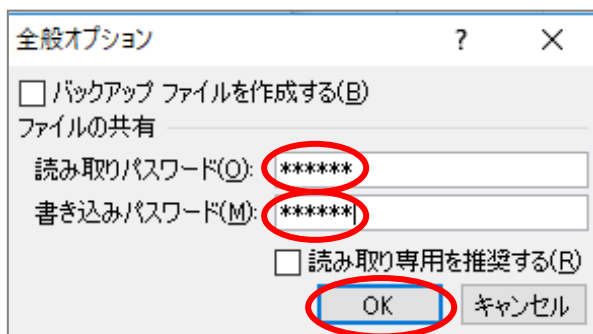 全般オプション ? ×
バックアップ ファイルを作成する(B)
ファイルの共有
読み取りパスワード(O): ******
書き込みパスワード(M): ******
読み取り専用を推奨する(R)
OK キャンセル